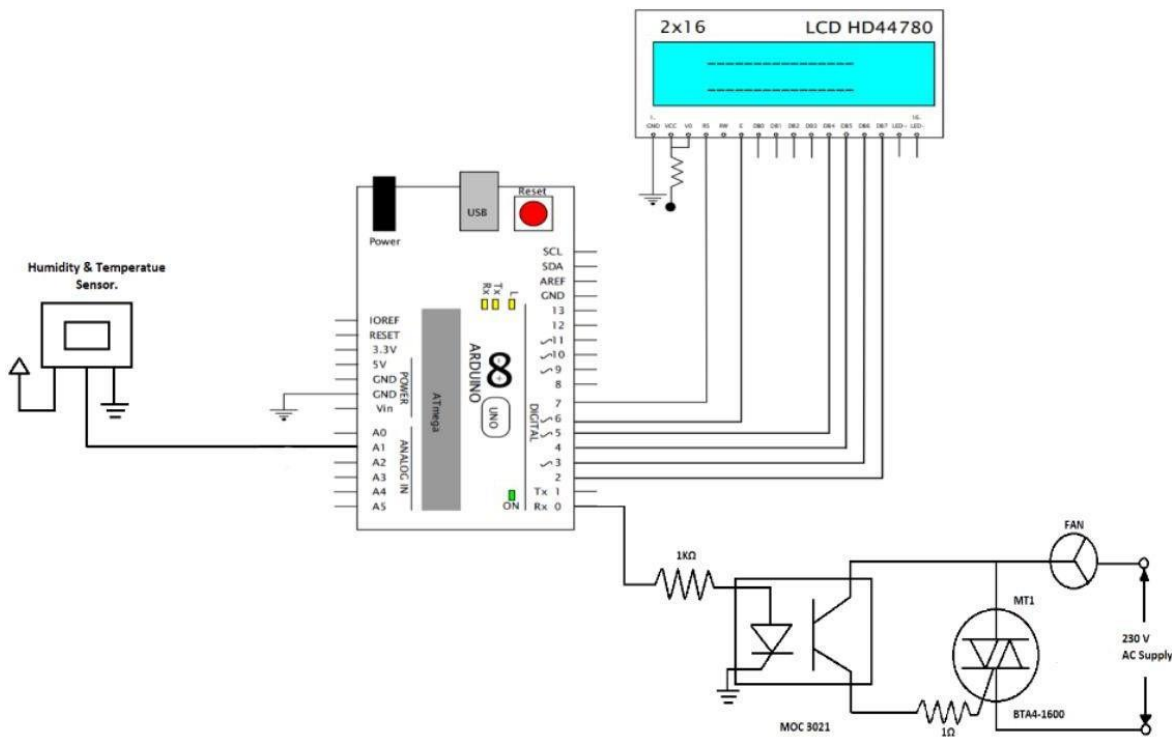 2x16 LCD HD44780
GND VCC V0 RS RW E DB0 DB1 DB2 DB3 DB4 DB5 DB6 DB7 LED- LED-
USB
Reset
Power
Humidity & Temperatue
Sensor.
Rx Tx L
SCL
SDA
AREF
GND
13
12
11
10
9
8
7
6
5
4
3
2
Tx 1
Rx 0
IOREF
RESET
3.3V
5V
GND
GND
Vin
A0
A1
A2
A3
A4
A5
POWER
ANALOG IN
ATmega
ARDUINO
UNO
DIGITAL
ON
1KΩ
MOC 3021
1Ω
FAN
MT1
BTA4-1600
230 V
AC Supply